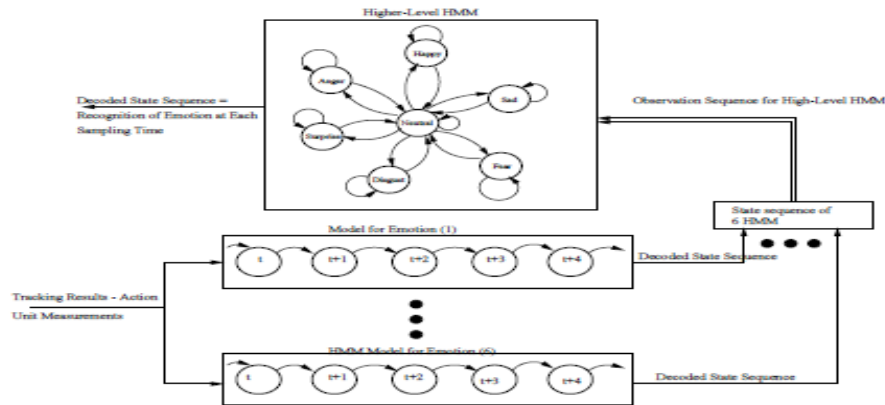 Higher-Level HMM
Happy
Anger
Sad
Decoded State Sequence =
Recognition of Emotion at Each
Sampling Time
Observation Sequence for High-Level HMM
Neutral
Surprise
Fear
Disgust
State sequence of
6 HMM
Model for Emotion (1)
t
t+1
t+2
t+3
t+4
Decoded State Sequence
Tracking Results - Action
Unit Measurements
HMM Model for Emotion (6)
t
t+1
t+2
t+3
t+4
Decoded State Sequence